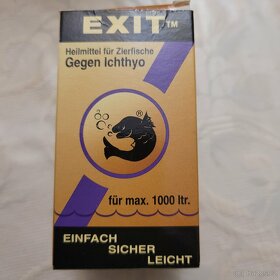 EXIT™
Heilmittel für Zierfische
Gegen Ichthyo
für max. 1000 ltr.
EINFACH
SICHER
LEICHT